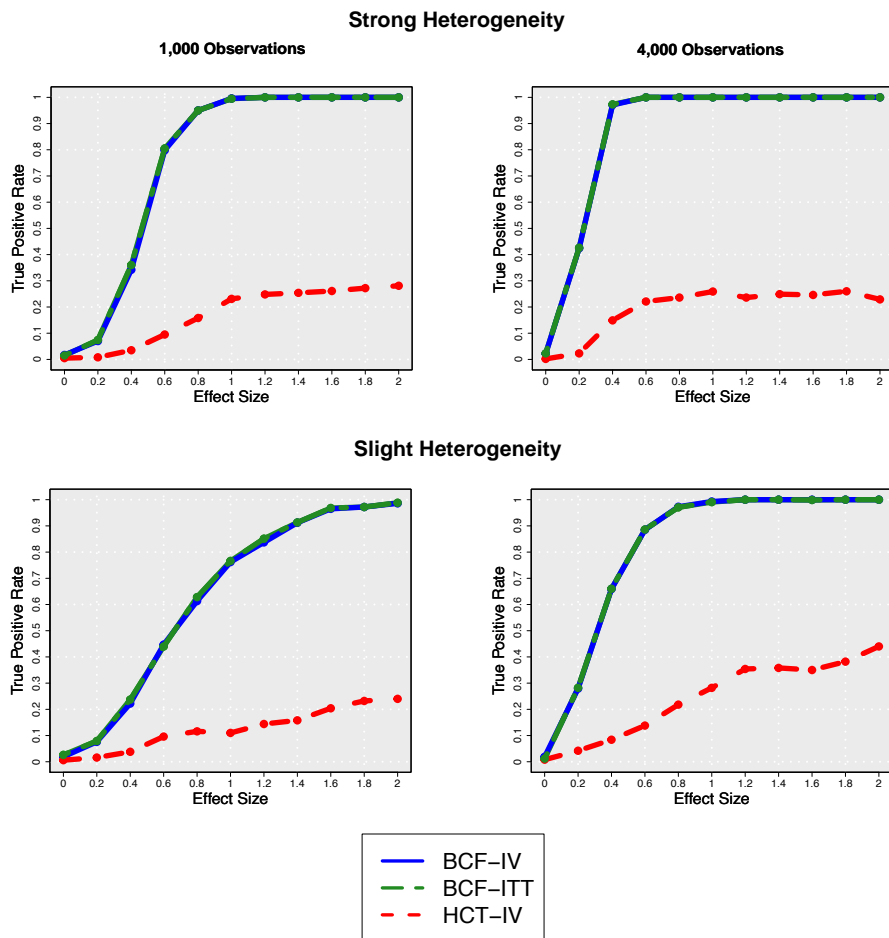 Strong Heterogeneity
1,000 Observations
4,000 Observations
True Positive Rate
0 0.1 0.2 0.3 0.4 0.5 0.6 0.7 0.8 0.9 1
0 0.2 0.4 0.6 0.8 1 1.2 1.4 1.6 1.8 2
Effect Size
True Positive Rate
0 0.1 0.2 0.3 0.4 0.5 0.6 0.7 0.8 0.9 1
0 0.2 0.4 0.6 0.8 1 1.2 1.4 1.6 1.8 2
Effect Size
Slight Heterogeneity
True Positive Rate
0 0.1 0.2 0.3 0.4 0.5 0.6 0.7 0.8 0.9 1
0 0.2 0.4 0.6 0.8 1 1.2 1.4 1.6 1.8 2
Effect Size
True Positive Rate
0 0.1 0.2 0.3 0.4 0.5 0.6 0.7 0.8 0.9 1
0 0.2 0.4 0.6 0.8 1 1.2 1.4 1.6 1.8 2
Effect Size
BCF−IV
BCF−ITT
HCT−IV